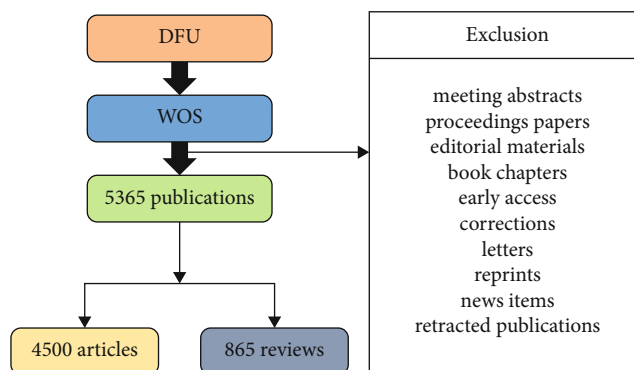 DFU
WOS
5365 publications
4500 articles
865 reviews
Exclusion
meeting abstracts
proceedings papers
editorial materials
book chapters
early access
corrections
letters
reprints
news items
retracted publications